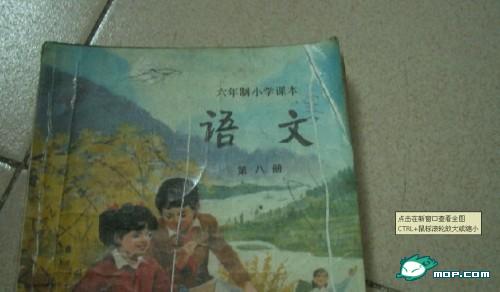 六年制小学课本
语文
第八册
点击在新窗口查看全图
CTRL+鼠标滚轮放大或缩小
MOP.COM